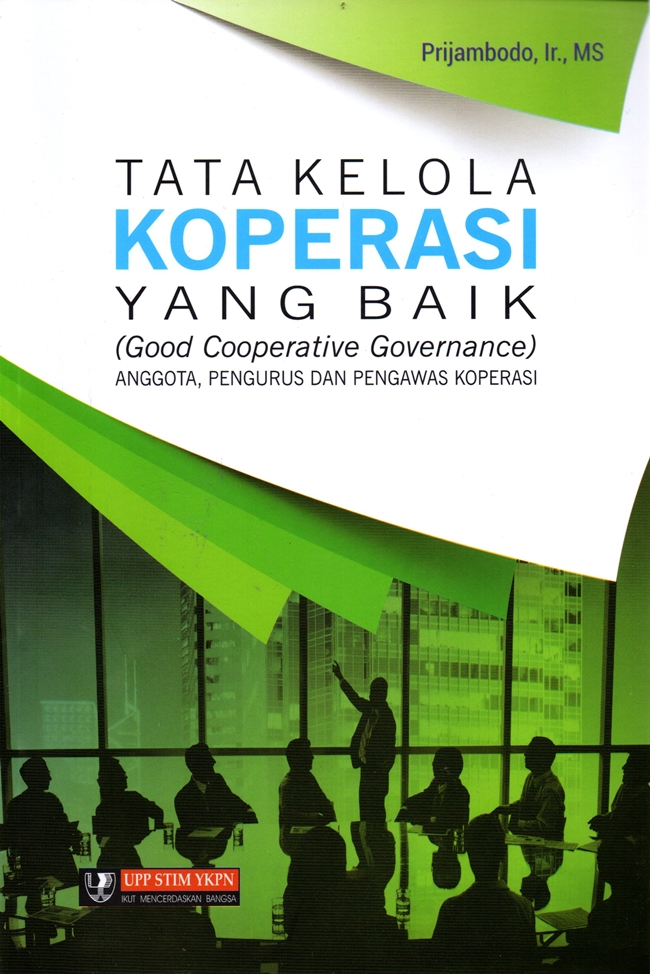 Prijambodo, Ir., MS
TATA KELOLA
KOPERASI
YANG BAIK
(Good Cooperative Governance)
ANGGOTA, PENGURUS DAN PENGAWAS KOPERASI
UPP STIM YKPN
IKUT MENCERDASKAN BANGSA